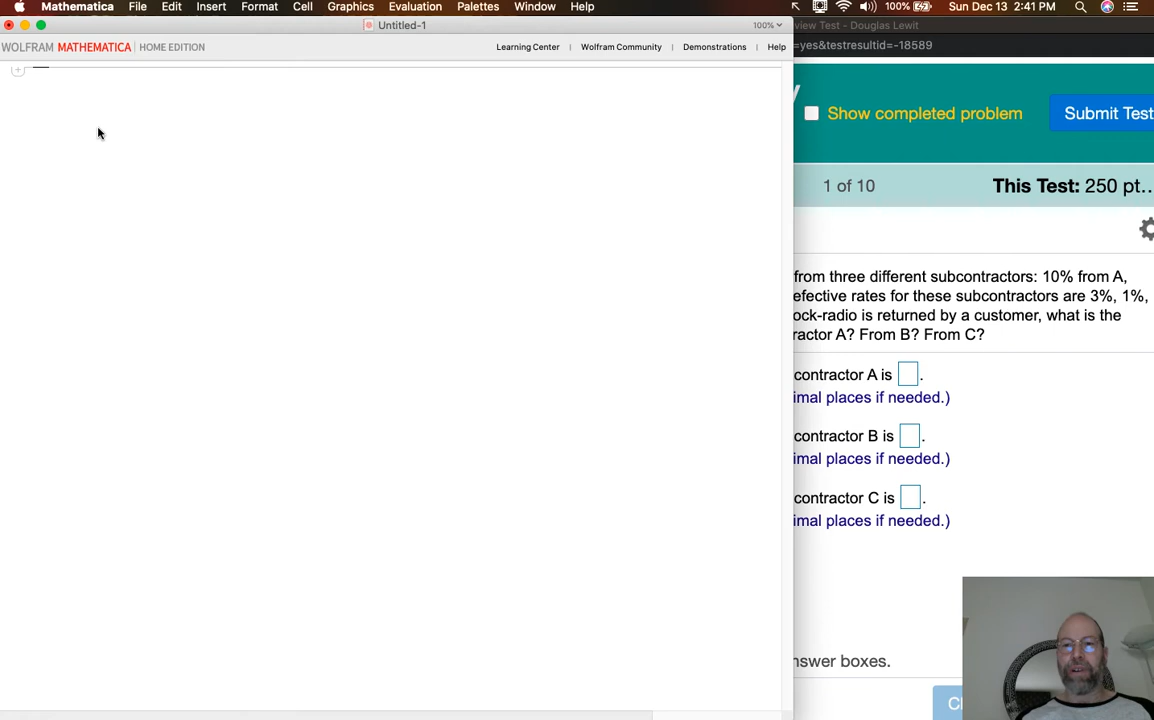 Mathematica File Edit Insert Format Cell Graphics Evaluation Palettes Window Help 100% Sun Dec 13 2:41 PM
Untitled-1 100%
view Test - Douglas Lewit
WOLFRAM MATHEMATICA | HOME EDITION Learning Center | Wolfram Community | Demonstrations | Help
=yes&testresultid=-18589
Show completed problem Submit Test
1 of 10 This Test: 250 pt...
from three different subcontractors: 10% from A,
efective rates for these subcontractors are 3%, 1%,
ock-radio is returned by a customer, what is the
ractor A? From B? From C?
contractor A is .
imal places if needed.)
contractor B is .
imal places if needed.)
contractor C is .
imal places if needed.)
nswer boxes.